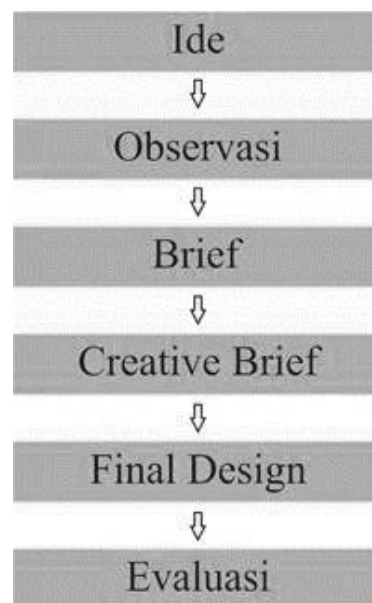 Ide
Observasi
Brief
Creative Brief
Final Design
Evaluasi